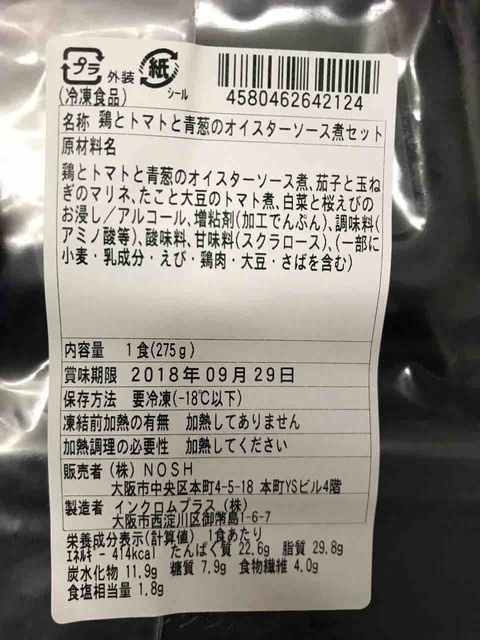 プラ 外装 紙 シール
(冷凍食品)
4580462642124
名称 鶏とトマトと青葱のオイスターソース煮セット
原材料名
鶏とトマトと青葱のオイスターソース煮、茄子と玉ね
ぎのマリネ、たこと大豆のトマト煮、白菜と桜えびの
お浸し/アルコール、増粘剤(加工でんぷん)、調味料(
アミノ酸等)、酸味料、甘味料(スクラロース)、(一部に
小麦・乳成分・えび・鶏肉・大豆・さばを含む)
内容量 1食(275g)
賞味期限 2018年09月29日
保存方法 要冷凍(-18℃以下)
凍結前加熱の有無 加熱してありません
加熱調理の必要性 加熱してください
販売者 (株) NOSH
大阪市中央区本町4-5-18 本町YSビル4階
製造者 インクロムプラス (株)
大阪市西淀川区御幣島1-6-7
栄養成分表示(計算値) 1食あたり
エネルギー 414kcal たんぱく質 22.6g 脂質 29.8g
炭水化物 11.9g 糖質 7.9g 食物繊維 4.0g
食塩相当量 1.8g